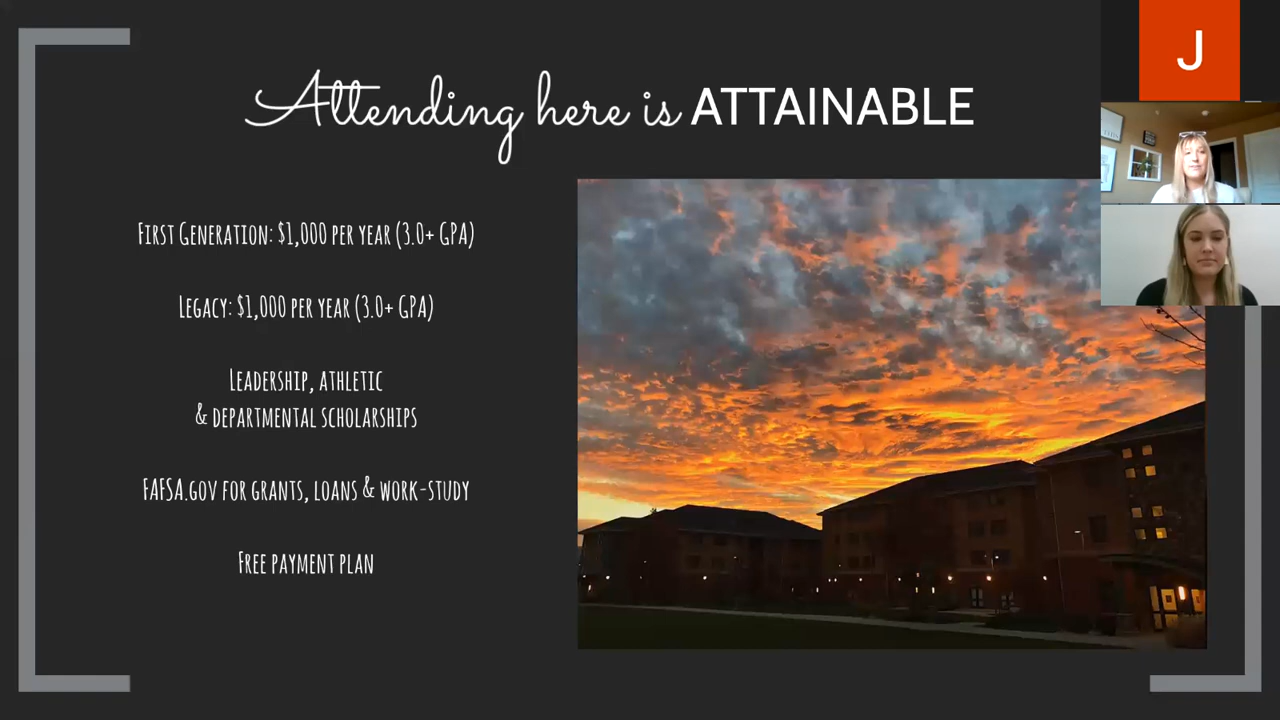 Attending here is ATTAINABLE
J
First Generation: $1,000 per year (3.0+ GPA)
Legacy: $1,000 per year (3.0+ GPA)
Leadership, athletic
& departmental scholarships
FAFSA.gov for grants, loans & work-study
Free payment plan